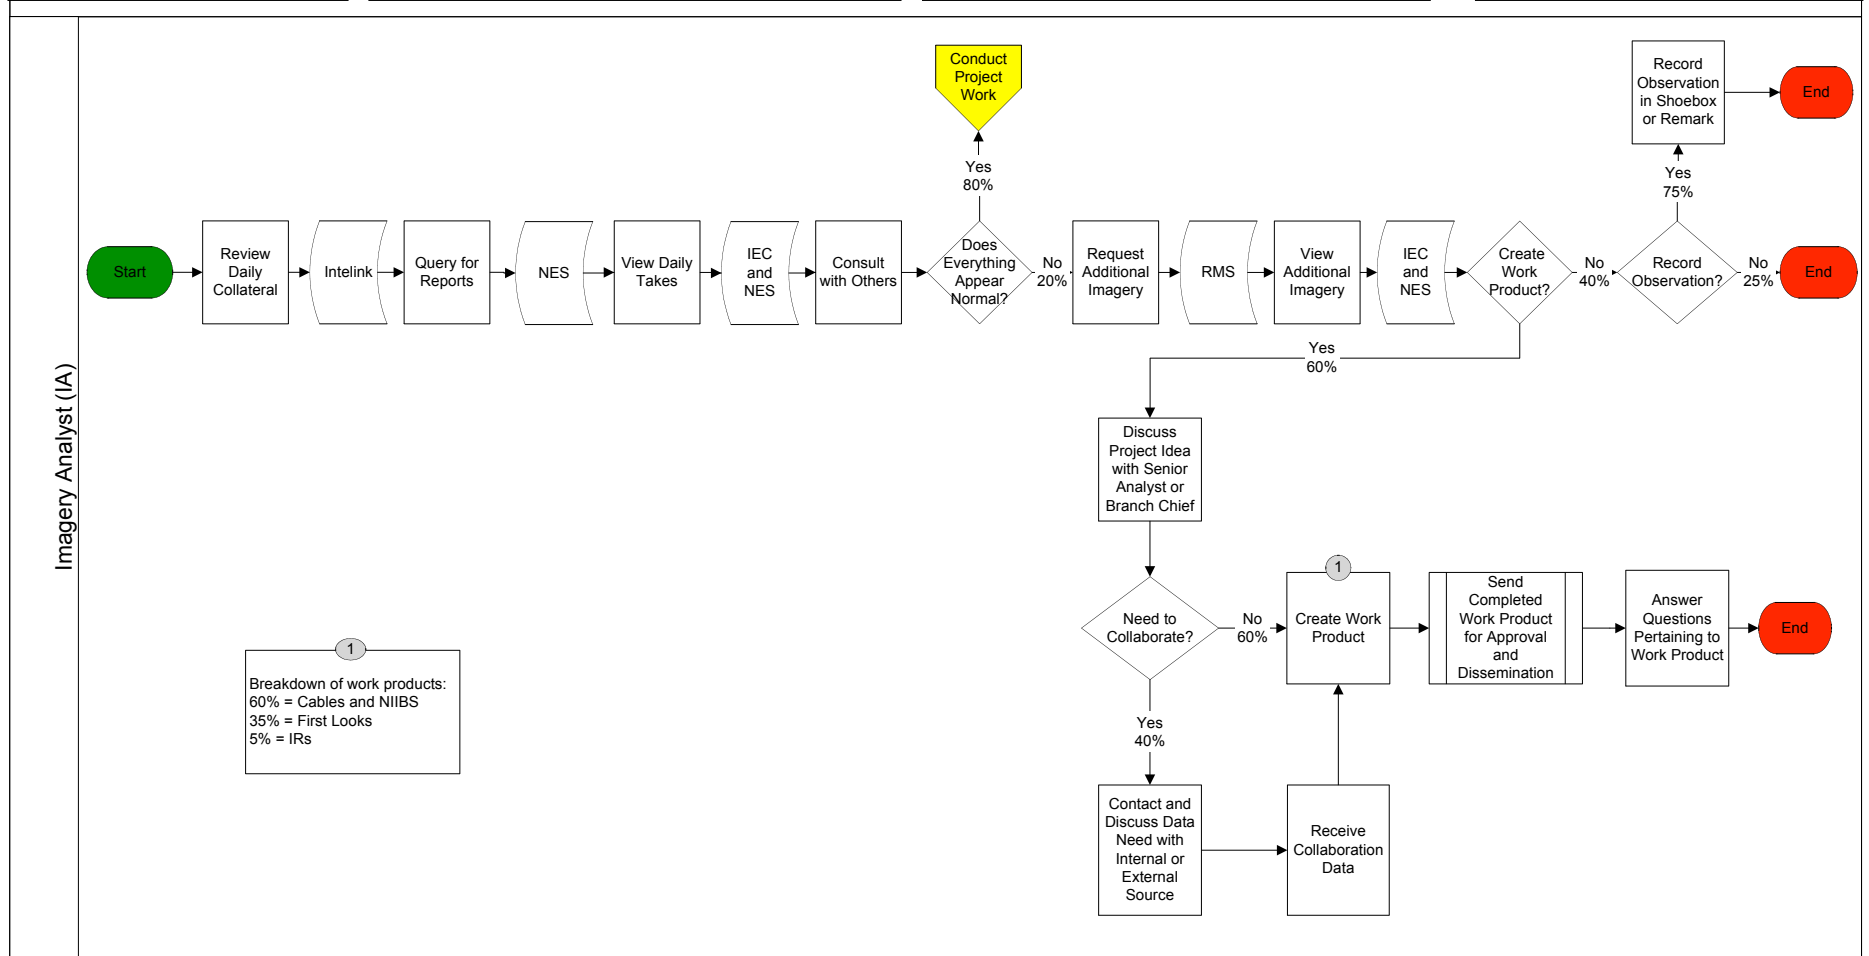 Imagery Analyst (IA)
Start
Review
Daily
Collateral
Intelink
Query for
Reports
NES
View Daily
Takes
IEC
and
NES
Consult
with Others
Does
Everything
Appear
Normal?
Yes
80%
Conduct
Project
Work
No
20%
Request
Additional
Imagery
RMS
View
Additional
Imagery
IEC
and
NES
Create
Work
Product?
No
40%
Record
Observation?
Yes
75%
Record
Observation
in Shoebox
or Remark
End
No
25%
End
Yes
60%
Discuss
Project Idea
with Senior
Analyst or
Branch Chief
Need to
Collaborate?
No
60%
1
Create Work
Product
Send
Completed
Work Product
for Approval
and
Dissemination
Answer
Questions
Pertaining to
Work Product
End
Yes
40%
Contact and
Discuss Data
Need with
Internal or
External
Source
Receive
Collaboration
Data
1
Breakdown of work products:
60% = Cables and NIIBS
35% = First Looks
5% = IRs